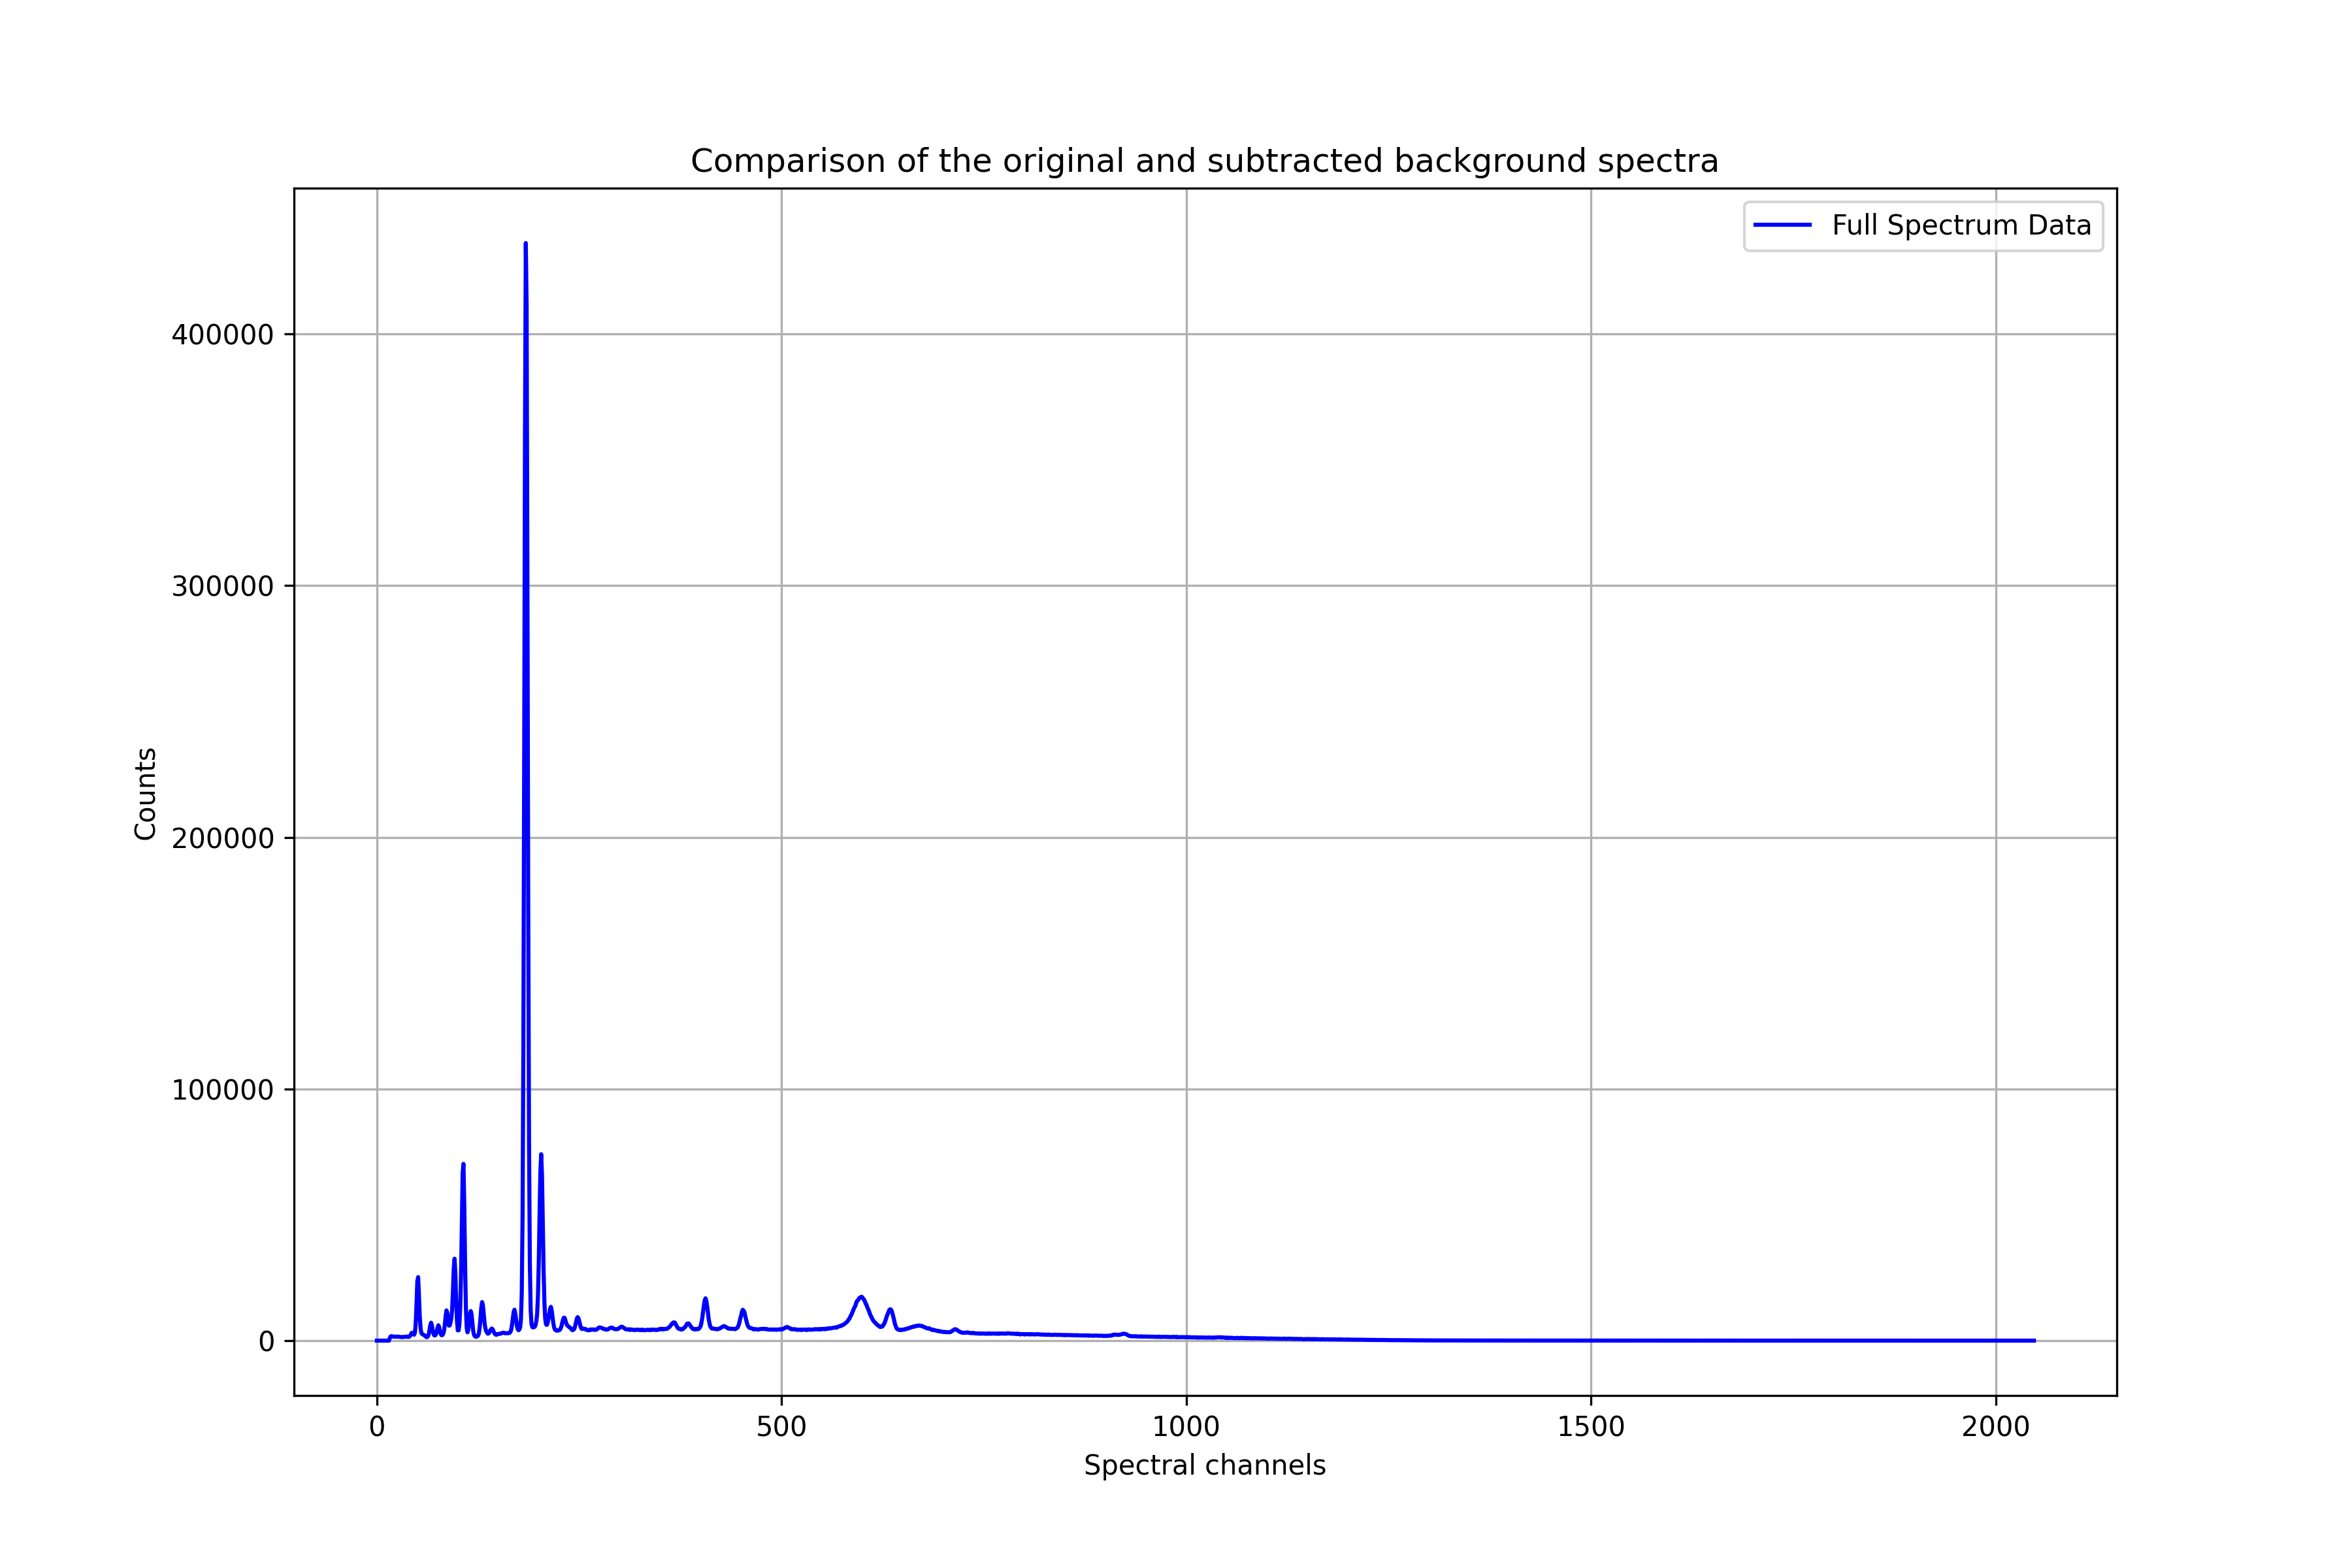 Comparison of the original and subtracted background spectra
Full Spectrum Data
400000
300000
200000
100000
0
Counts
0 500 1000 1500 2000
Spectral channels